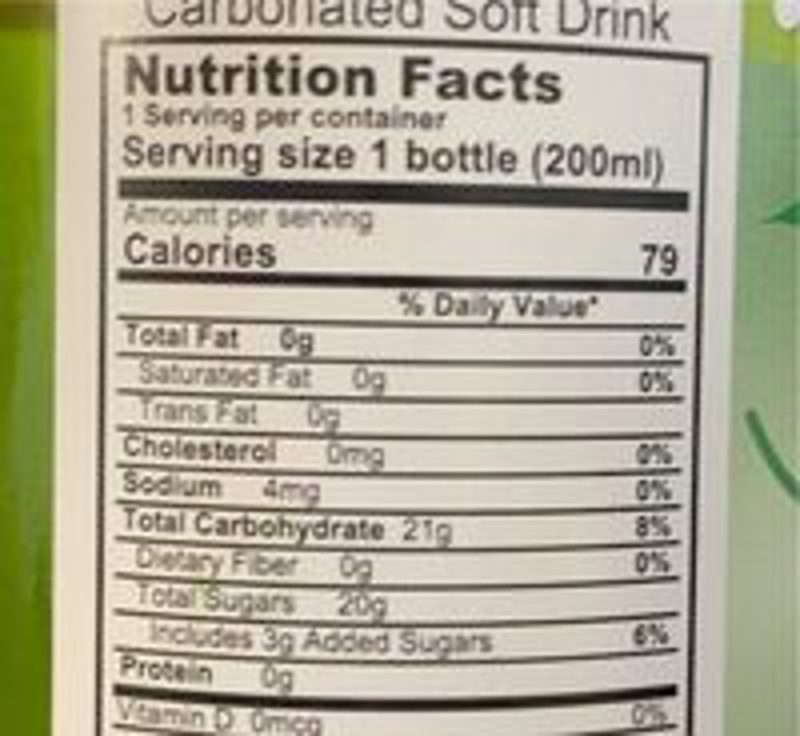 Carbonated Soft Drink
Nutrition Facts
1 Serving per container
Serving size 1 bottle (200ml)
Amount per serving
Calories 79
% Daily Value*
Total Fat 0g 0%
Saturated Fat 0g 0%
Trans Fat 0g
Cholesterol 0mg 0%
Sodium 4mg 0%
Total Carbohydrate 21g 8%
Dietary Fiber 0g 0%
Total Sugars 20g
Includes 3g Added Sugars 6%
Protein 0g
Vitamin D 0mcg 0%